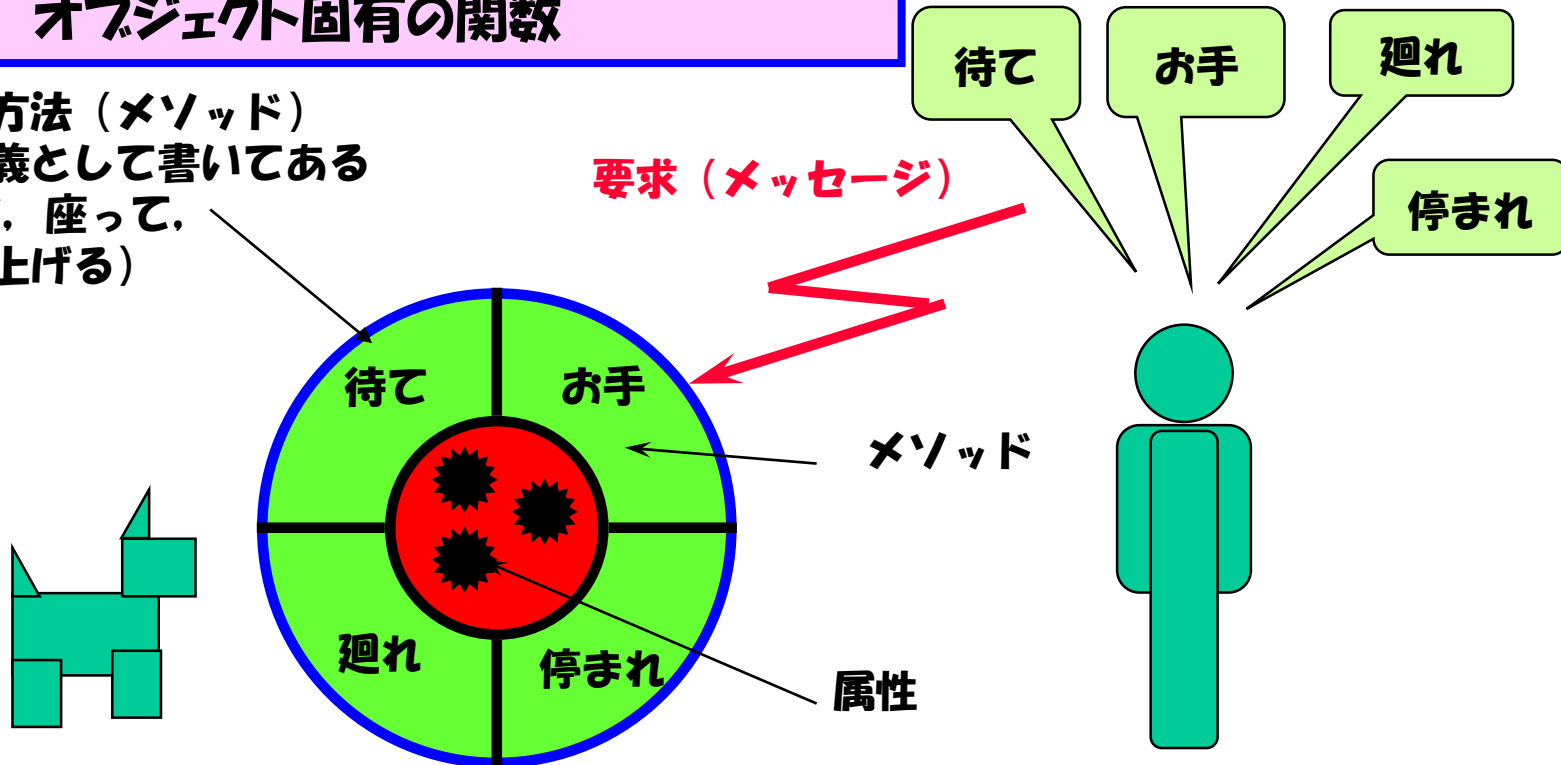 オブジェクト固有の関数
方法（メソッド）
義として書いてある
，座って，
上げる）
要求（メッセージ）
待て
お手
廻れ
停まれ
待て
お手
メソッド
廻れ
停まれ
属性